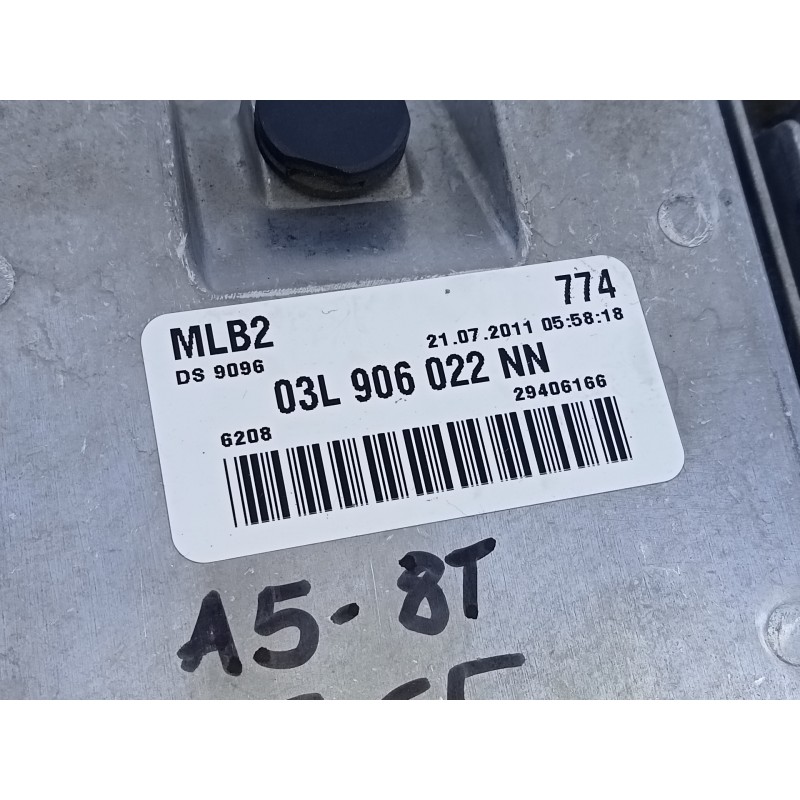 MLB2 774
DS 9096 21.07.2011 05:58:18
03L 906 022 NN
6208 29406166
A5-8T